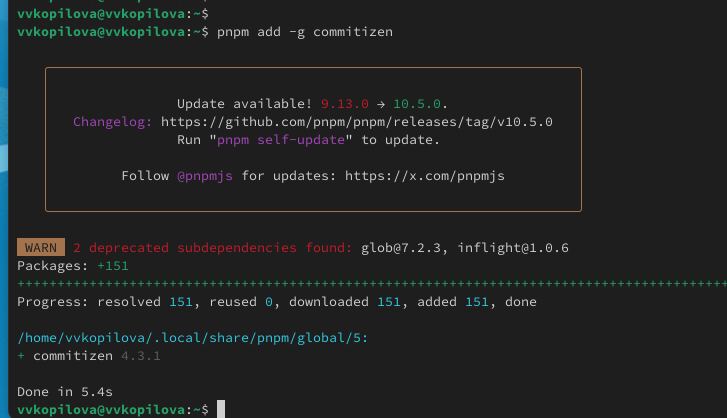 vvkopilova@vvkopilova:~$
vvkopilova@vvkopilova:~$ pnpm add -g commitizen
Update available! 9.13.0 → 10.5.0.
Changelog: https://github.com/pnpm/pnpm/releases/tag/v10.5.0
Run "pnpm self-update" to update.
Follow @pnpmjs for updates: https://x.com/pnpmjs
WARN 2 deprecated subdependencies found: glob@7.2.3, inflight@1.0.6
Packages: +151
++++++++++++++++++++++++++++++++++++++++++++++++++++++++++++++++++++++++++++++++++++++++
Progress: resolved 151, reused 0, downloaded 151, added 151, done
/home/vvkopilova/.local/share/pnpm/global/5:
+ commitizen 4.3.1
Done in 5.4s
vvkopilova@vvkopilova:~$